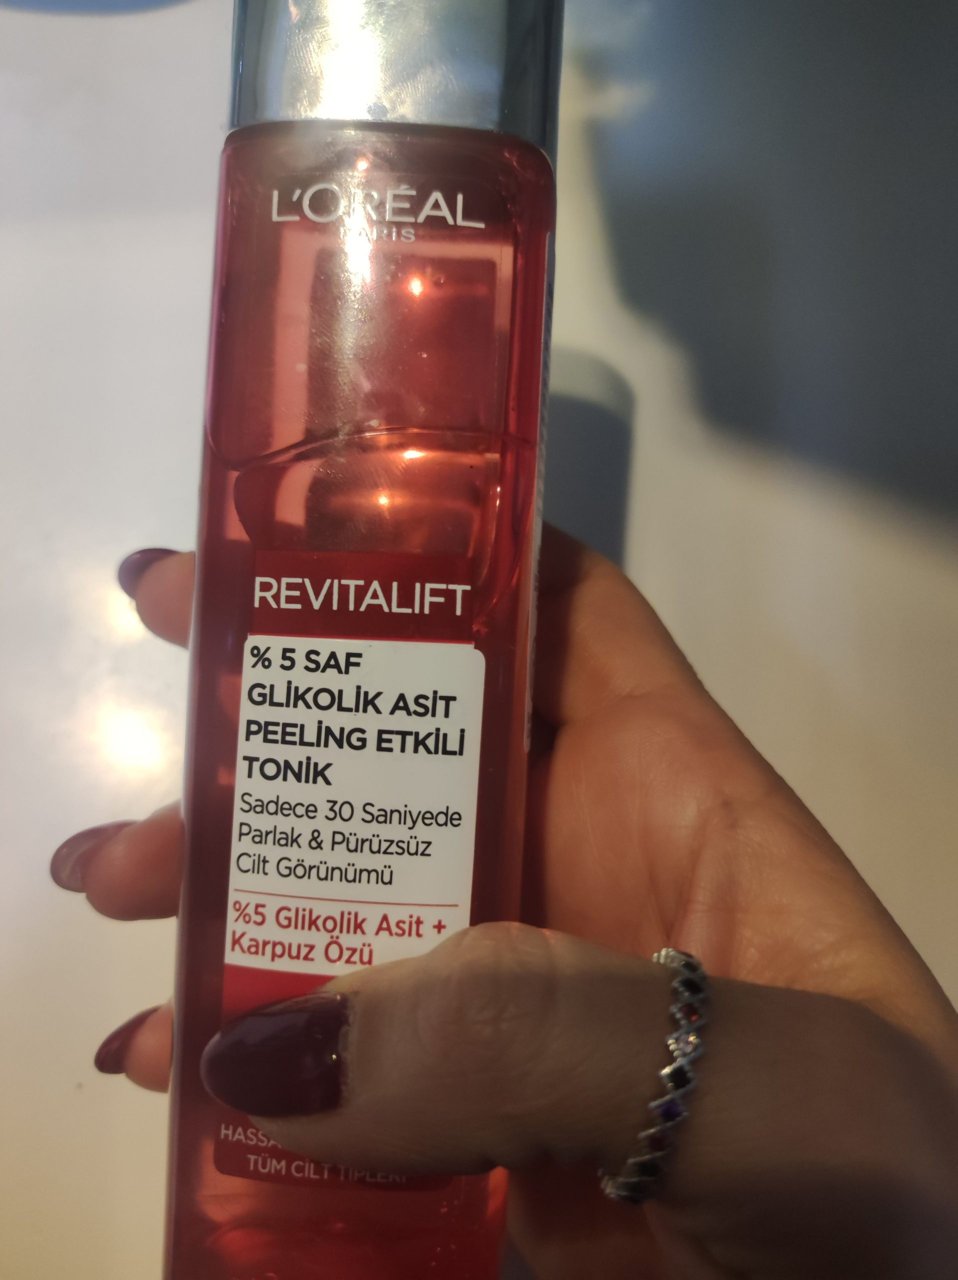 L'ORÉAL
PARIS
REVITALIFT
% 5 SAF
GLİKOLİK ASİT
PEELİNG ETKİLİ
TONİK
Sadece 30 Saniyede
Parlak & Pürüzsüz
Cilt Görünümü
%5 Glikolik Asit +
Karpuz Özü
TÜM CİLT TİPLERİ